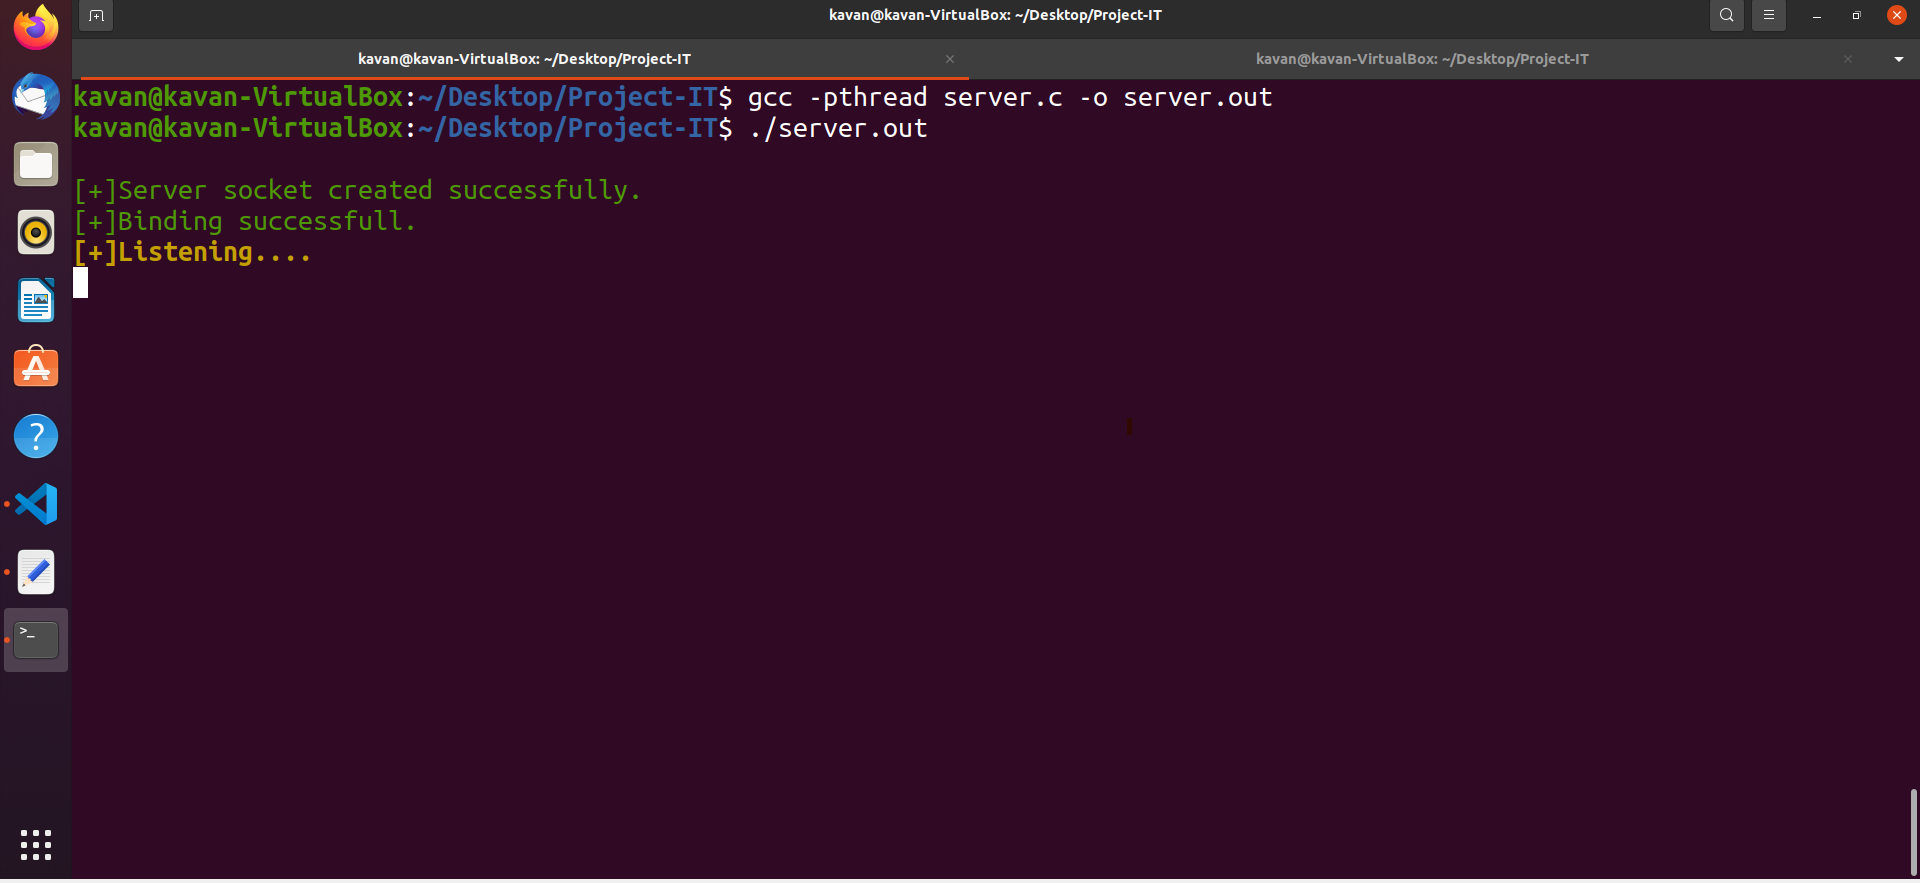 kavan@kavan-VirtualBox: ~/Desktop/Project-IT
kavan@kavan-VirtualBox: ~/Desktop/Project-IT
kavan@kavan-VirtualBox: ~/Desktop/Project-IT
kavan@kavan-VirtualBox:~/Desktop/Project-IT$ gcc -pthread server.c -o server.out
kavan@kavan-VirtualBox:~/Desktop/Project-IT$ ./server.out
[+]Server socket created successfully.
[+]Binding successfull.
[+]Listening....